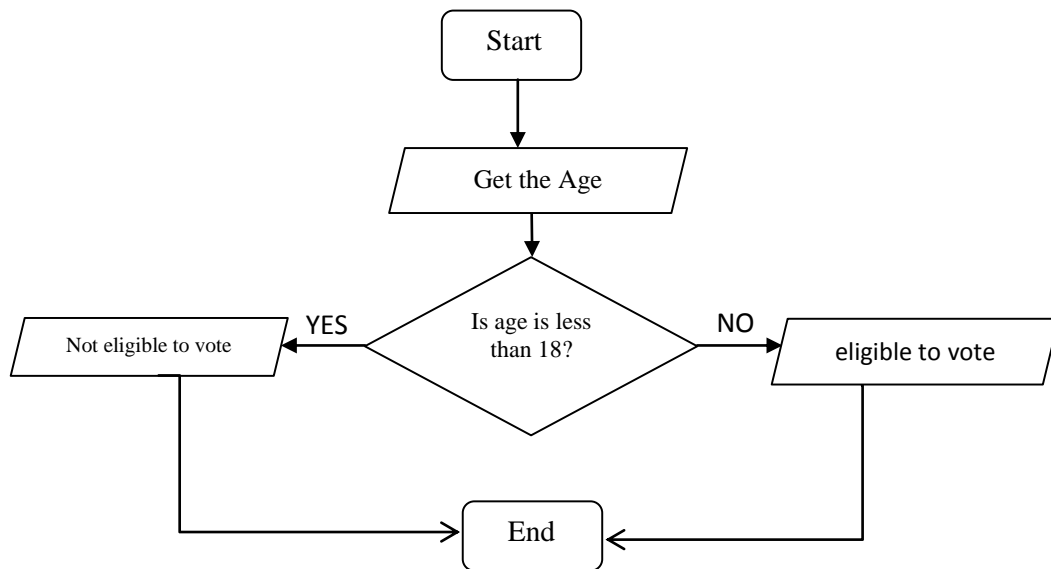 Start
Get the Age
Is age is less
than 18?
YES
NO
Not eligible to vote
eligible to vote
End